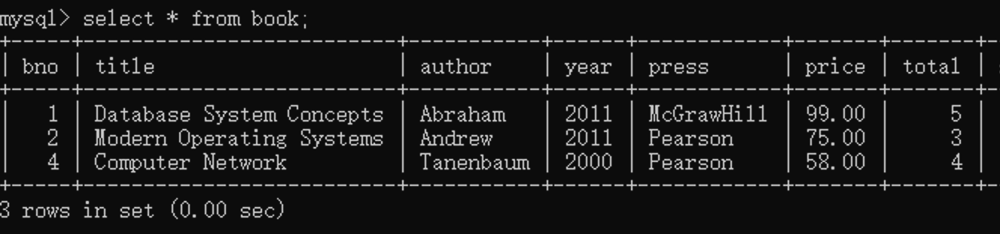 mysql> select * from book;
+-----+--------------------------+-----------+------+------------+-------+-------+-
| bno | title | author | year | press | price | total |
+-----+--------------------------+-----------+------+------------+-------+-------+-
| 1 | Database System Concepts | Abraham | 2011 | McGrawHill | 99.00 | 5 |
| 2 | Modern Operating Systems | Andrew | 2011 | Pearson | 75.00 | 3 |
| 4 | Computer Network | Tanenbaum | 2000 | Pearson | 58.00 | 4 |
+-----+--------------------------+-----------+------+------------+-------+-------+-
3 rows in set (0.00 sec)